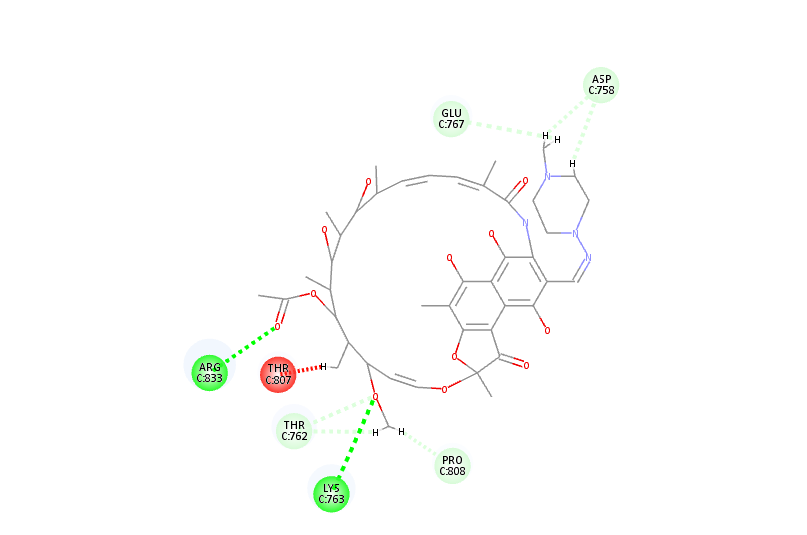 ASP
C:758
GLU
C:767
H
H
H
N
O
O
N
O
O
N
O
N
O
O
O
O
ARG
C:833
THR
C:807
H
O
O
O
O
THR
C:762
H
H
PRO
C:808
LYS
C:763